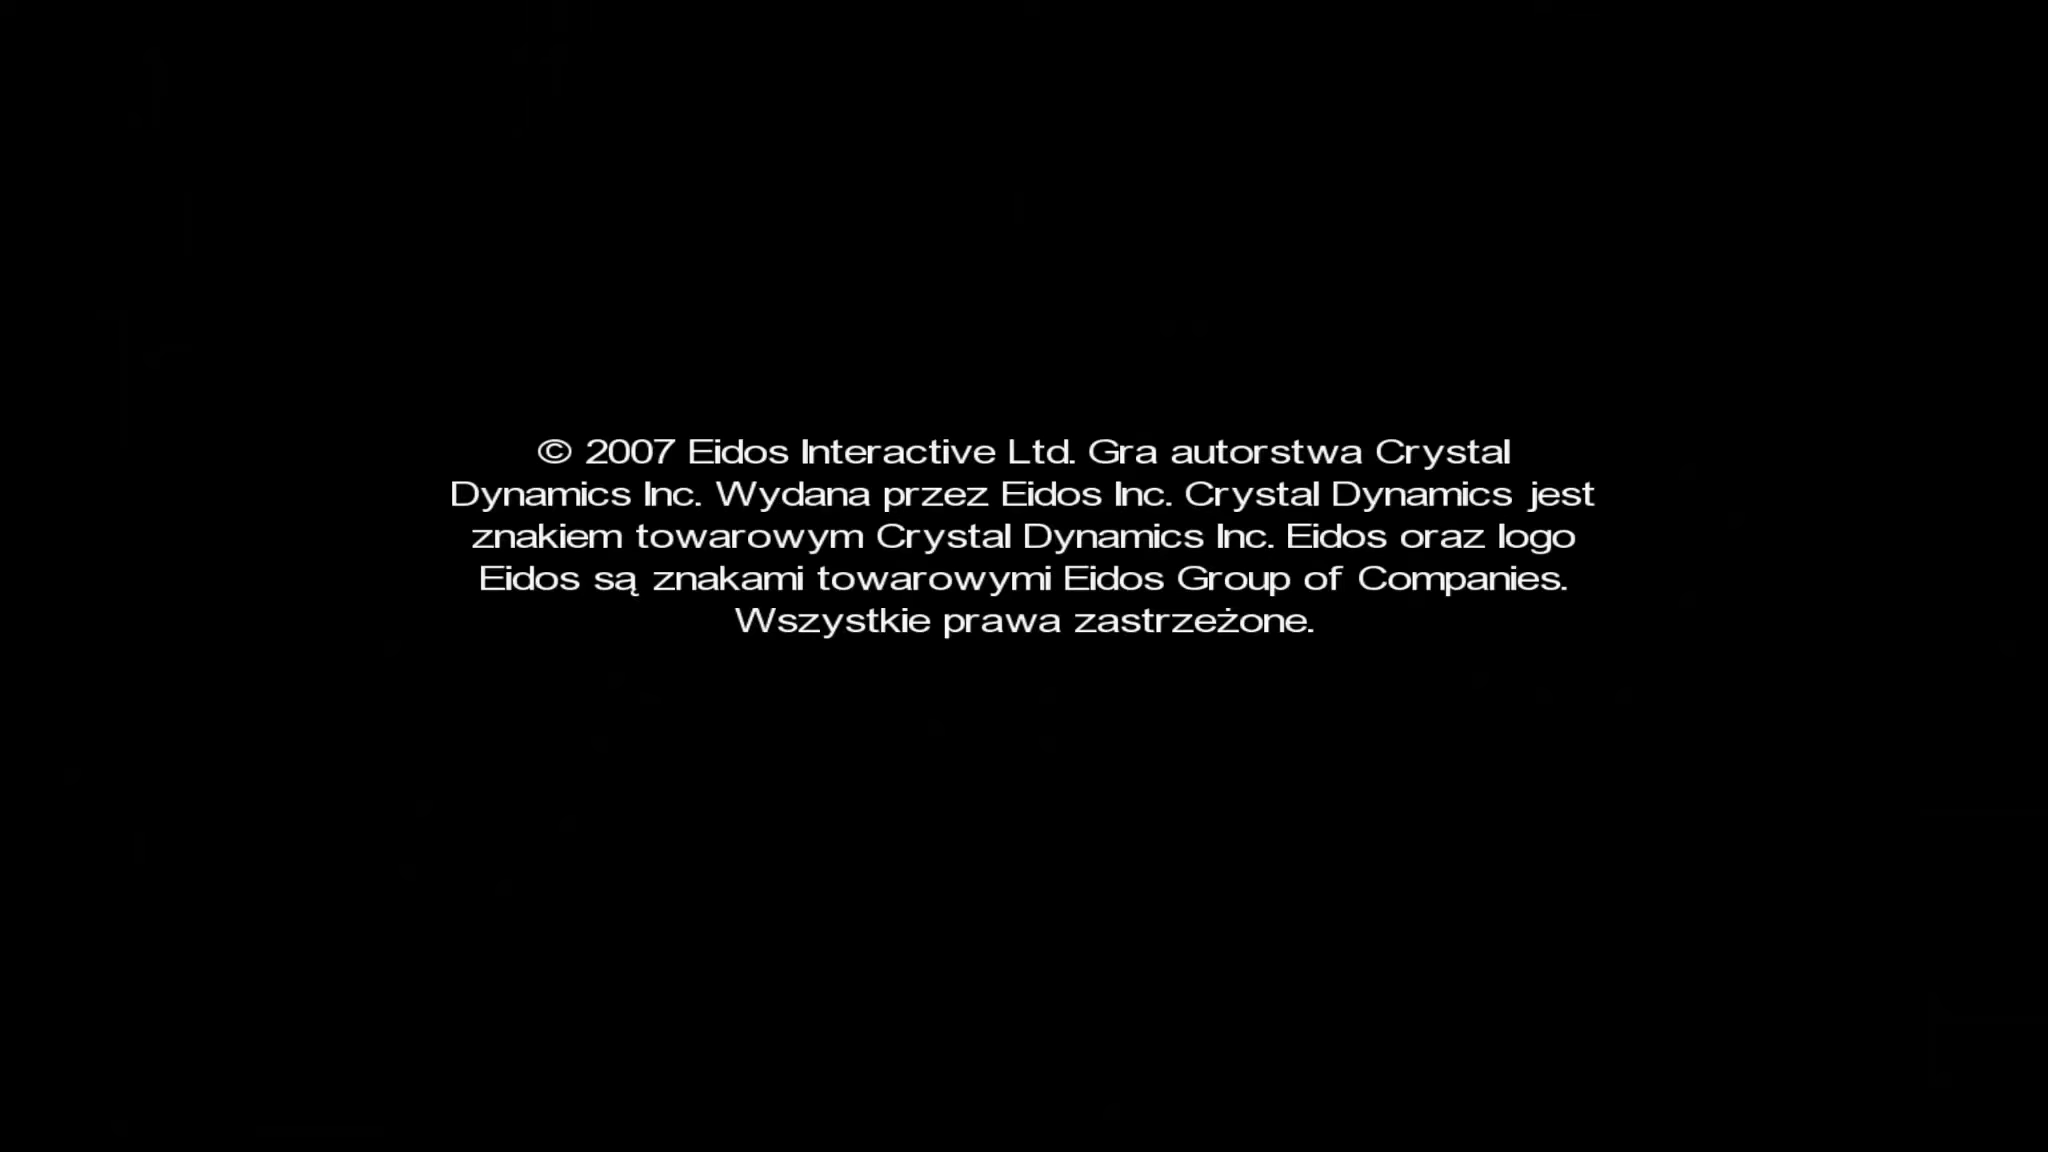 © 2007 Eidos Interactive Ltd. Gra autorstwa Crystal
Dynamics Inc. Wydana przez Eidos Inc. Crystal Dynamics jest
znakiem towarowym Crystal Dynamics Inc. Eidos oraz logo
Eidos są znakami towarowymi Eidos Group of Companies.
Wszystkie prawa zastrzeżone.